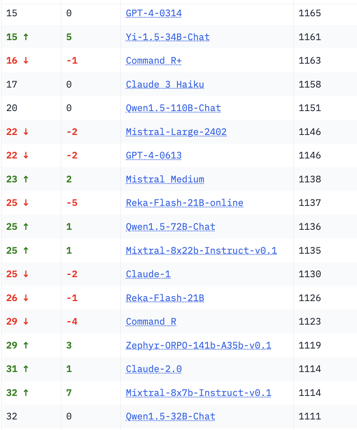 15 0 GPT-4-0314 1165
15 ↑ 5 Yi-1.5-34B-Chat 1161
16 ↓ -1 Command R+ 1163
17 0 Claude 3 Haiku 1158
20 0 Qwen1.5-110B-Chat 1151
22 ↓ -2 Mistral-Large-2402 1146
22 ↓ -2 GPT-4-0613 1146
23 ↑ 2 Mistral Medium 1138
25 ↓ -5 Reka-Flash-21B-online 1137
25 ↑ 1 Qwen1.5-72B-Chat 1136
25 ↑ 1 Mixtral-8x22b-Instruct-v0.1 1135
25 ↓ -2 Claude-1 1130
26 ↓ -1 Reka-Flash-21B 1126
29 ↓ -4 Command R 1123
29 ↑ 3 Zephyr-ORPO-141b-A35b-v0.1 1119
31 ↑ 1 Claude-2.0 1114
32 ↑ 7 Mixtral-8x7b-Instruct-v0.1 1114
32 0 Qwen1.5-32B-Chat 1111